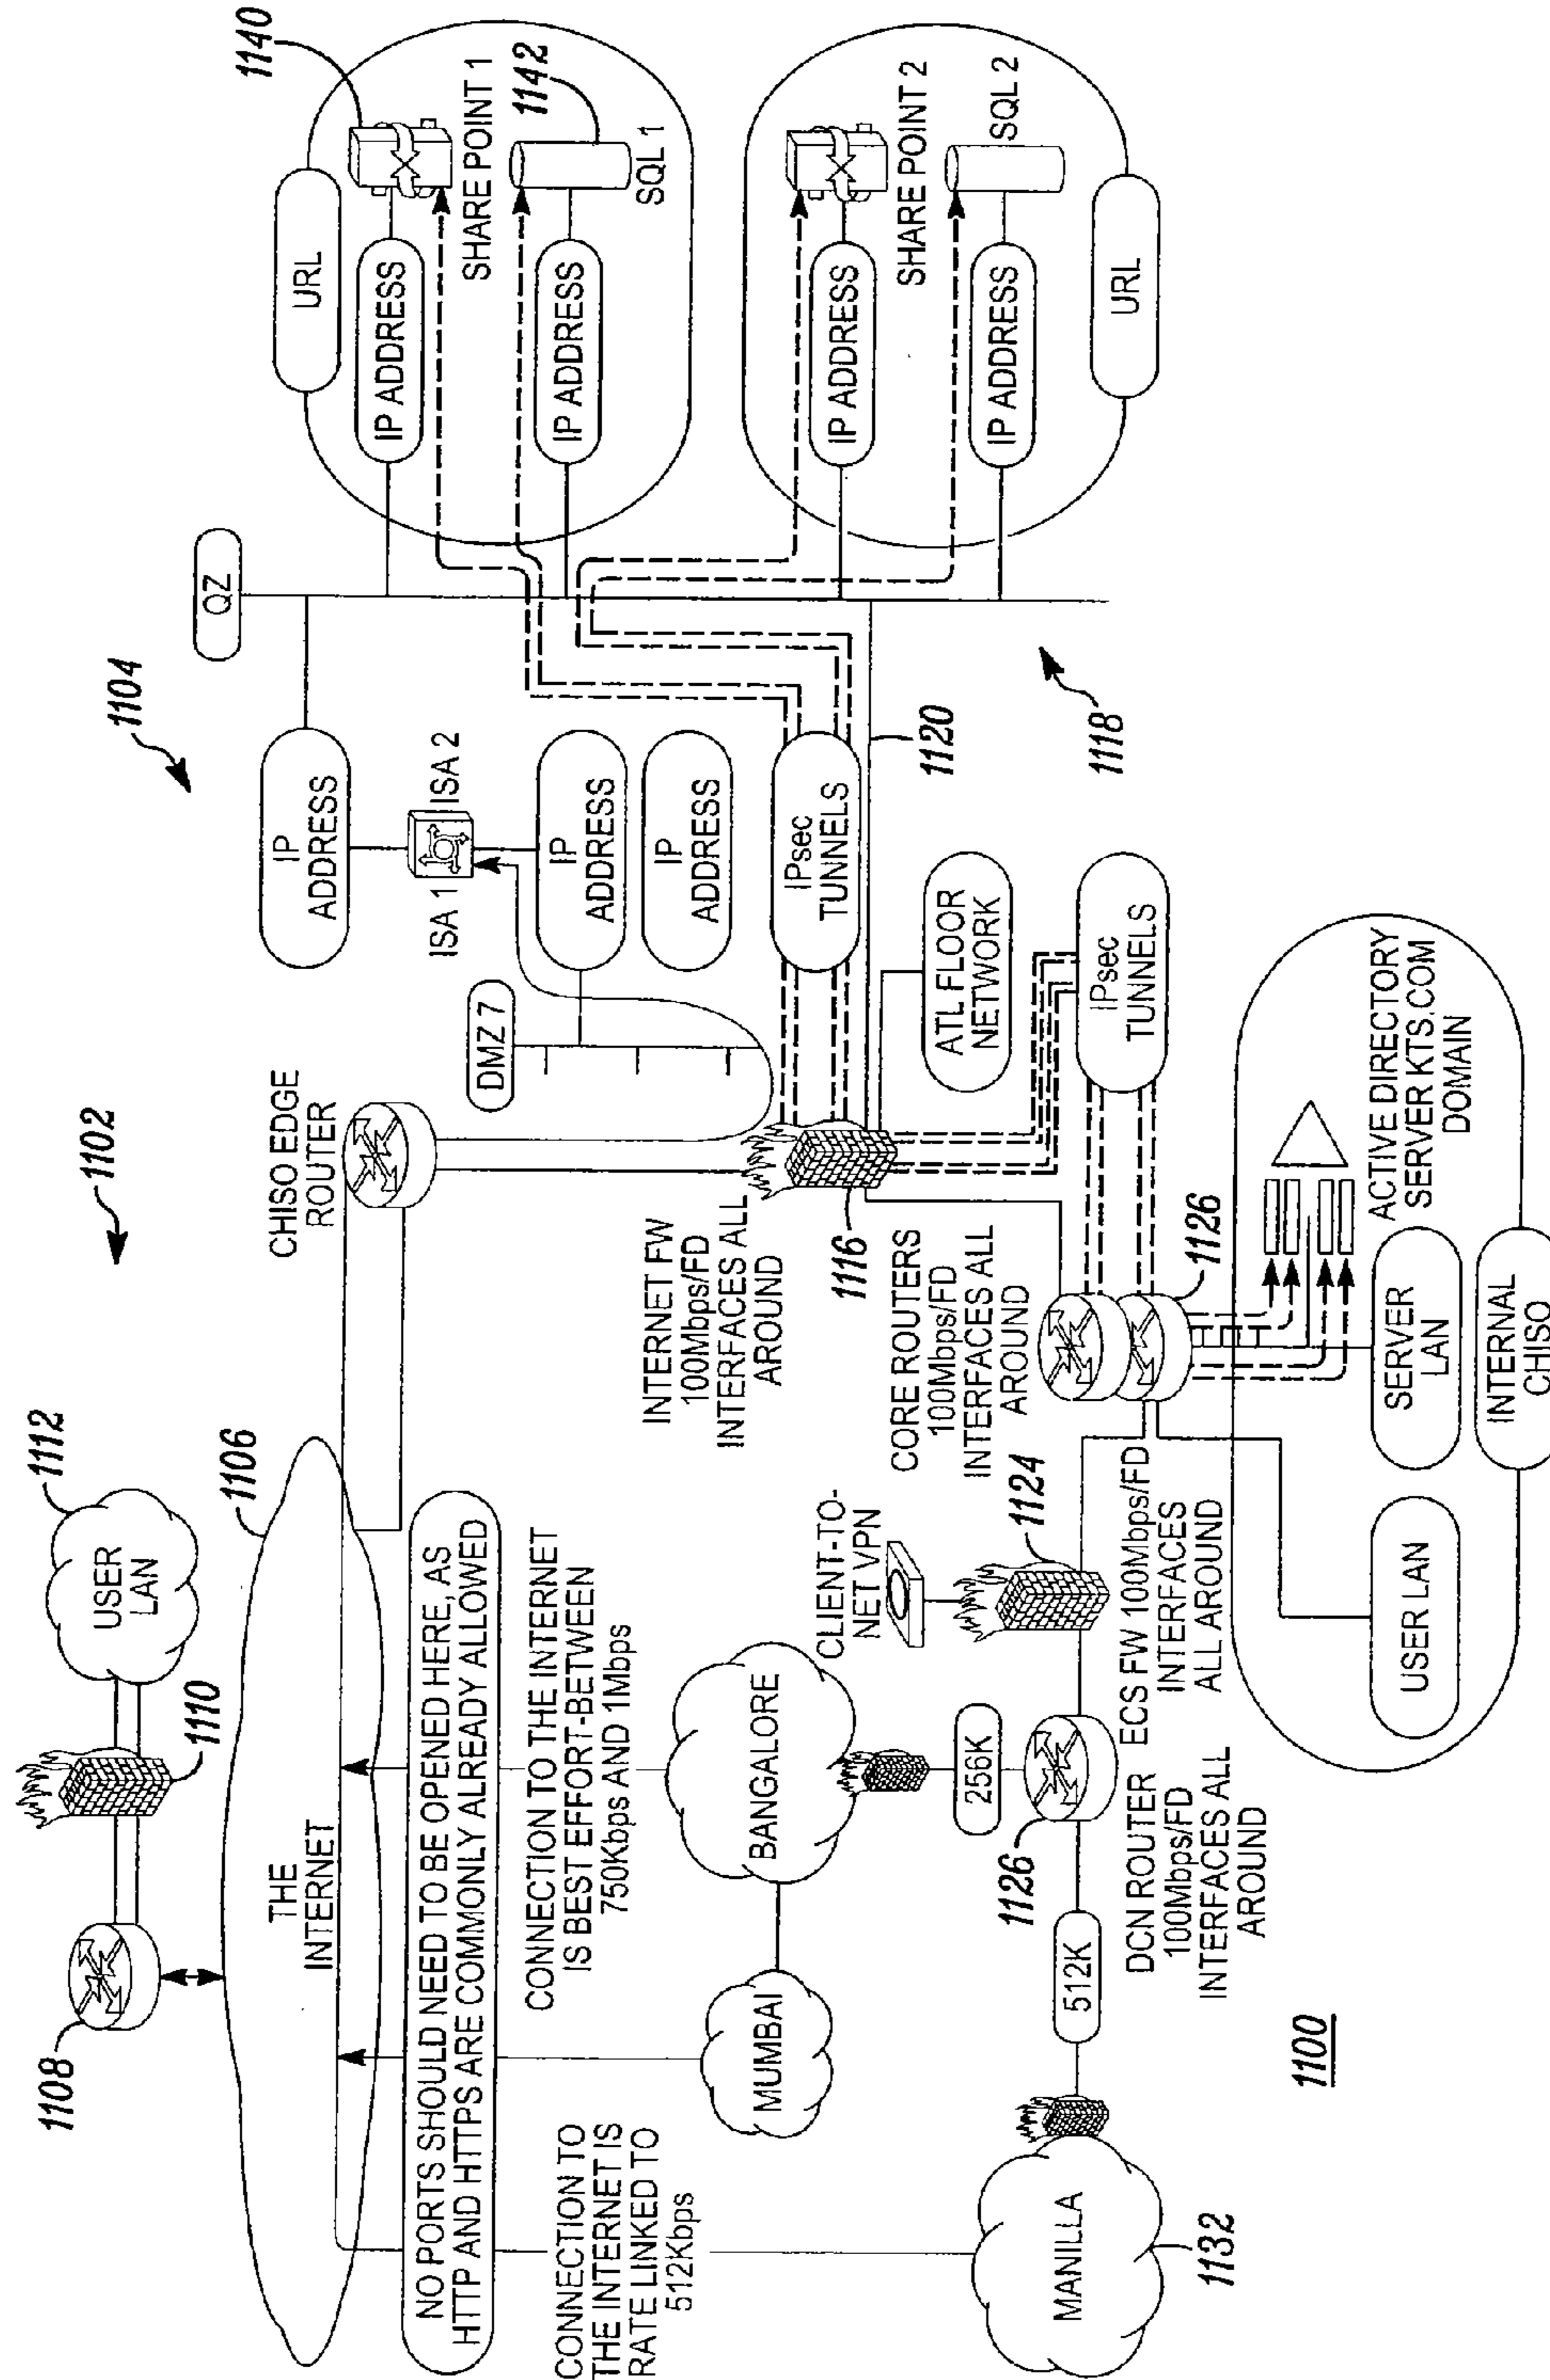 1102
1104
1112
USER
LAN
1110
1108
1106
THE
INTERNET
CHISO EDGE
ROUTER
NO PORTS SHOULD NEED TO BE OPENED HERE, AS
HTTP AND HTTPS ARE COMMONLY ALREADY ALLOWED
CONNECTION TO
THE INTERNET IS
RATE LINKED TO
512Kbps
CONNECTION TO THE INTERNET
IS BEST EFFORT-BETWEEN
750Kbps AND 1Mbps
MUMBAI
BANGALORE
MANILLA
1132
512K
256K
1126
DCN ROUTER
100Mbps/FD
INTERFACES ALL
AROUND
CLIENT-TO-
NET VPN
1124
ECS FW 100Mbps/FD
INTERFACES
ALL AROUND
INTERNET FW
100Mbps/FD
INTERFACES ALL
AROUND
1116
CORE ROUTERS
100Mbps/FD
INTERFACES ALL
AROUND
1126
USER LAN
SERVER
LAN
INTERNAL
CHISO
ACTIVE DIRECTORY
SERVER KTS.COM
DOMAIN
IPsec
TUNNELS
ATL FLOOR
NETWORK
DMZ 7
IP
ADDRESS
ISA 1
ISA 2
IP
ADDRESS
IP
ADDRESS
IPsec
TUNNELS
1120
1118
QZ
URL
IP ADDRESS
1140
SHARE POINT 1
IP ADDRESS
1142
SQL 1
IP ADDRESS
SHARE POINT 2
IP ADDRESS
SQL 2
URL
1100